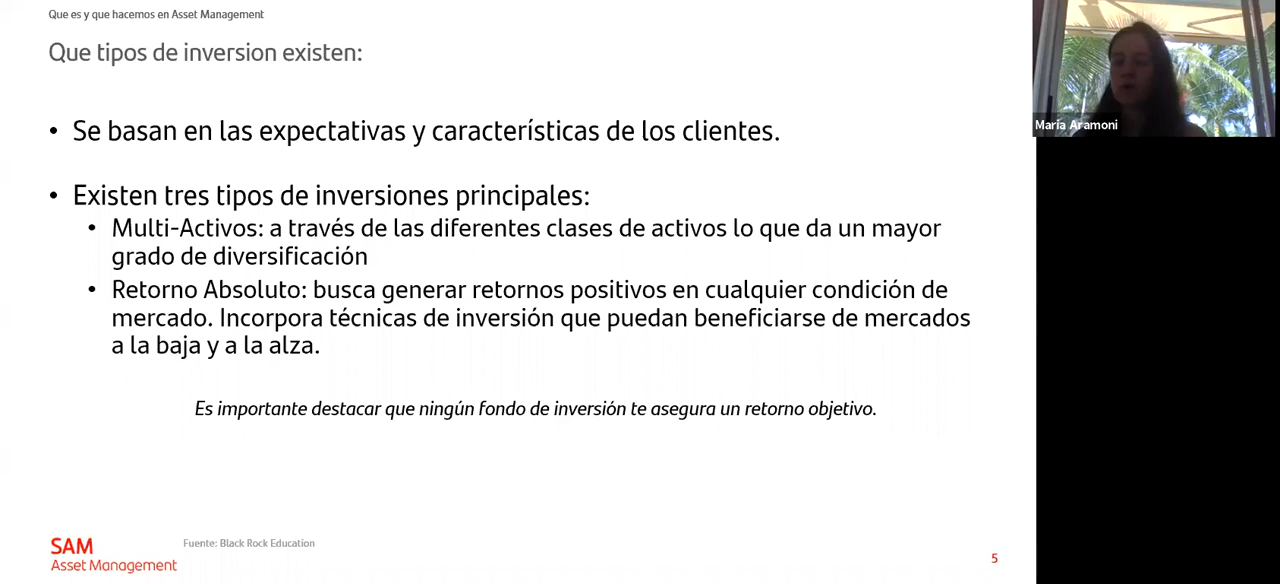 Que es y que hacemos en Asset Management
Que tipos de inversion existen:
• Se basan en las expectativas y características de los clientes.
• Existen tres tipos de inversiones principales:
• Multi-Activos: a través de las diferentes clases de activos lo que da un mayor
grado de diversificación
• Retorno Absoluto: busca generar retornos positivos en cualquier condición de
mercado. Incorpora técnicas de inversión que puedan beneficiarse de mercados
a la baja y a la alza.
Es importante destacar que ningún fondo de inversión te asegura un retorno objetivo.
SAM
Asset Management
Fuente: Black Rock Education
5
María Aramoni